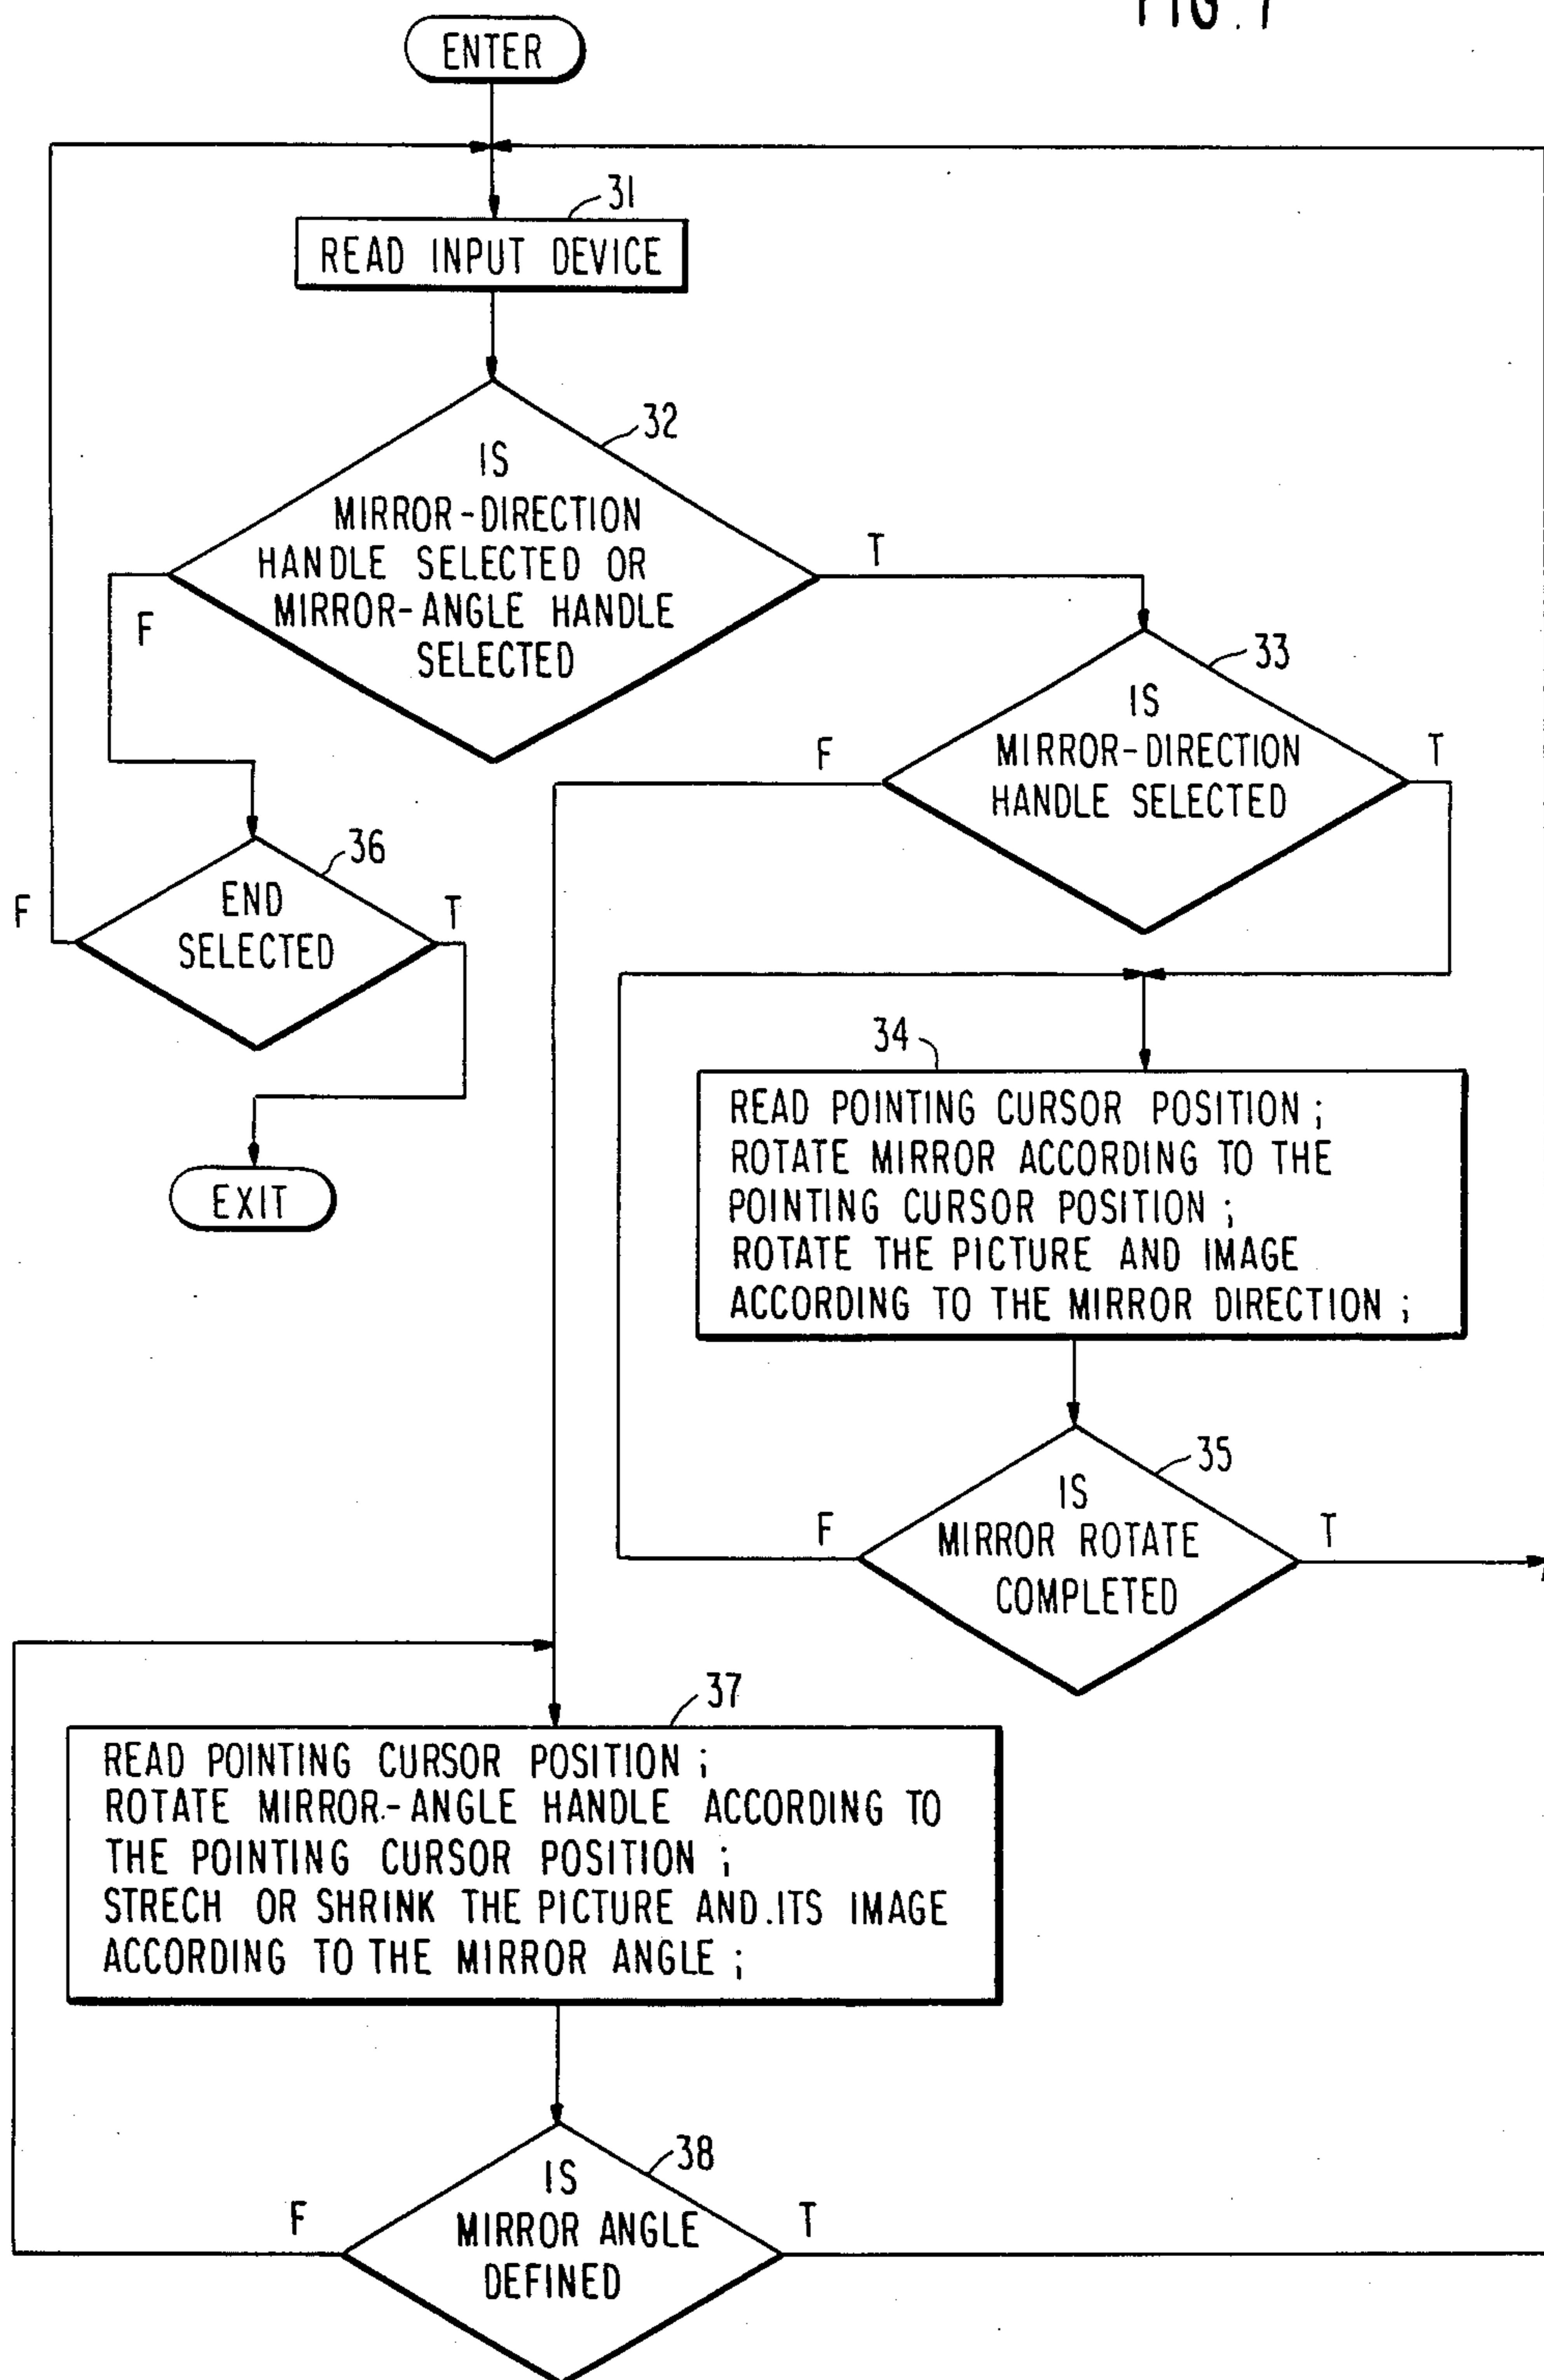 FIG. 7
ENTER
31
READ INPUT DEVICE
32
IS
MIRROR-DIRECTION
HANDLE SELECTED OR
MIRROR-ANGLE HANDLE
SELECTED
T
F
33
IS
MIRROR-DIRECTION
HANDLE SELECTED
F
T
36
END
SELECTED
F
T
EXIT
34
READ POINTING CURSOR POSITION ;
ROTATE MIRROR ACCORDING TO THE
POINTING CURSOR POSITION ;
ROTATE THE PICTURE AND IMAGE
ACCORDING TO THE MIRROR DIRECTION ;
35
IS
MIRROR ROTATE
COMPLETED
F
T
37
READ POINTING CURSOR POSITION ;
ROTATE MIRROR-ANGLE HANDLE ACCORDING TO
THE POINTING CURSOR POSITION ;
STRECH OR SHRINK THE PICTURE AND ITS IMAGE
ACCORDING TO THE MIRROR ANGLE ;
38
IS
MIRROR ANGLE
DEFINED
F
T